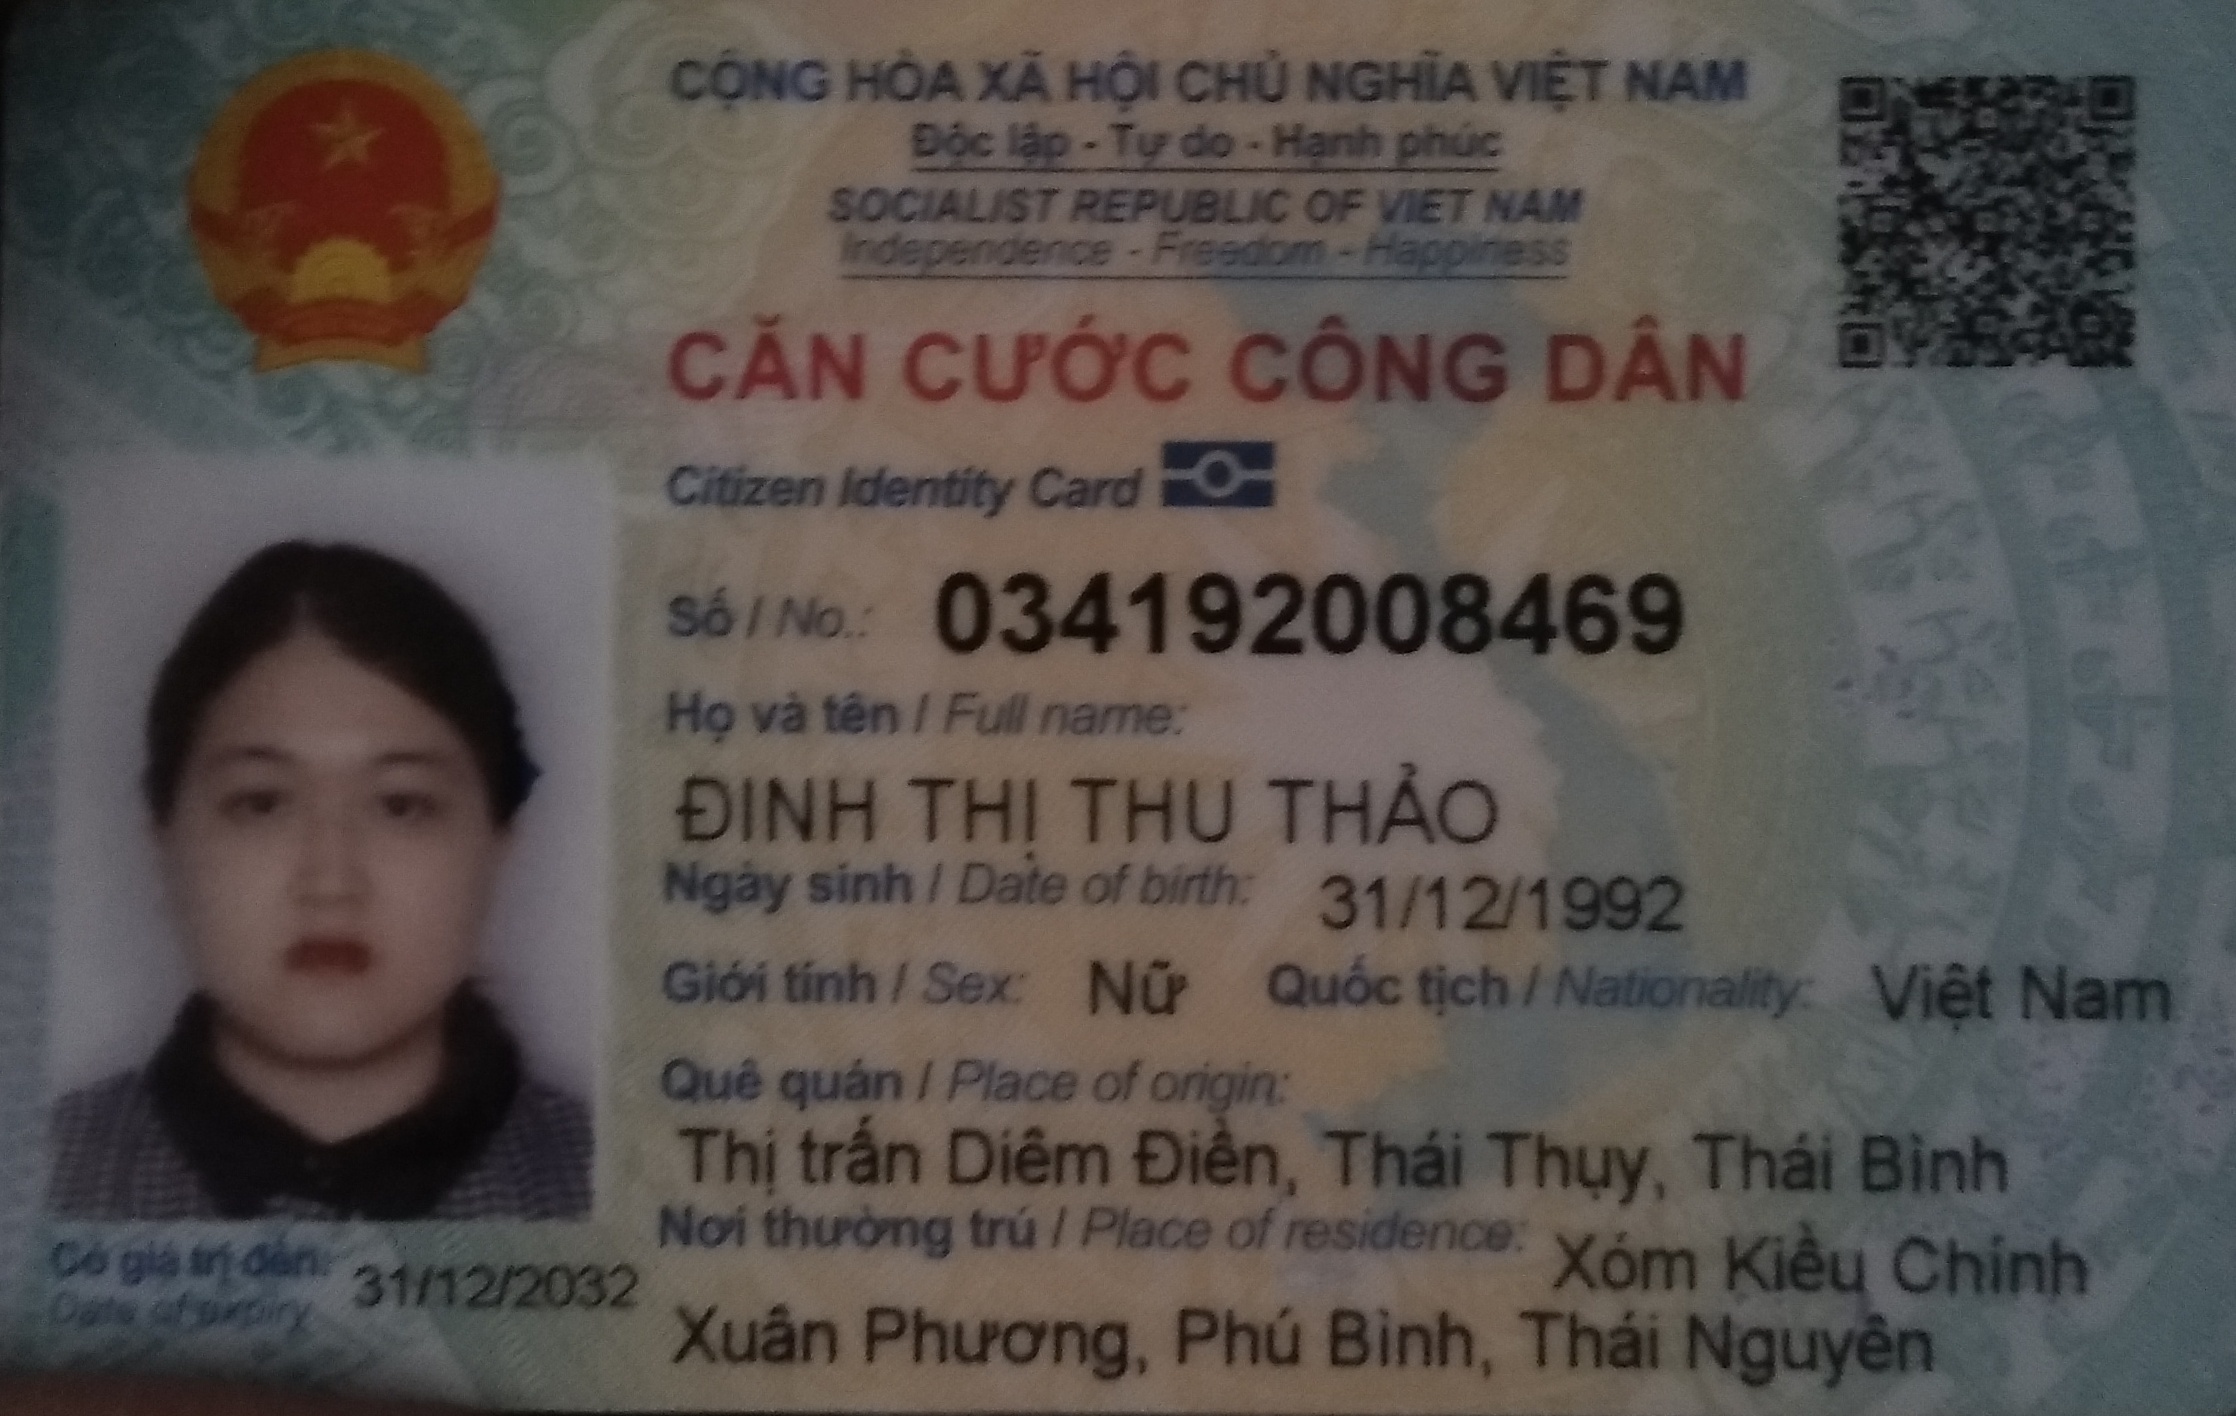 CỘNG HÒA XÃ HỘI CHỦ NGHĨA VIỆT NAM
Độc lập - Tự do - Hạnh phúc
SOCIALIST REPUBLIC OF VIET NAM
Independence - Freedom - Happiness
CĂN CƯỚC CÔNG DÂN
Citizen Identity Card
Số / No.: 034192008469
Họ và tên / Full name:
ĐINH THỊ THU THẢO
Ngày sinh / Date of birth: 31/12/1992
Giới tính / Sex: Nữ Quốc tịch / Nationality: Việt Nam
Quê quán / Place of origin:
Thị trấn Diêm Điền, Thái Thụy, Thái Bình
Nơi thường trú / Place of residence: Xóm Kiều Chính
Xuân Phương, Phú Bình, Thái Nguyên
Có giá trị đến: 31/12/2032
Date of expiry